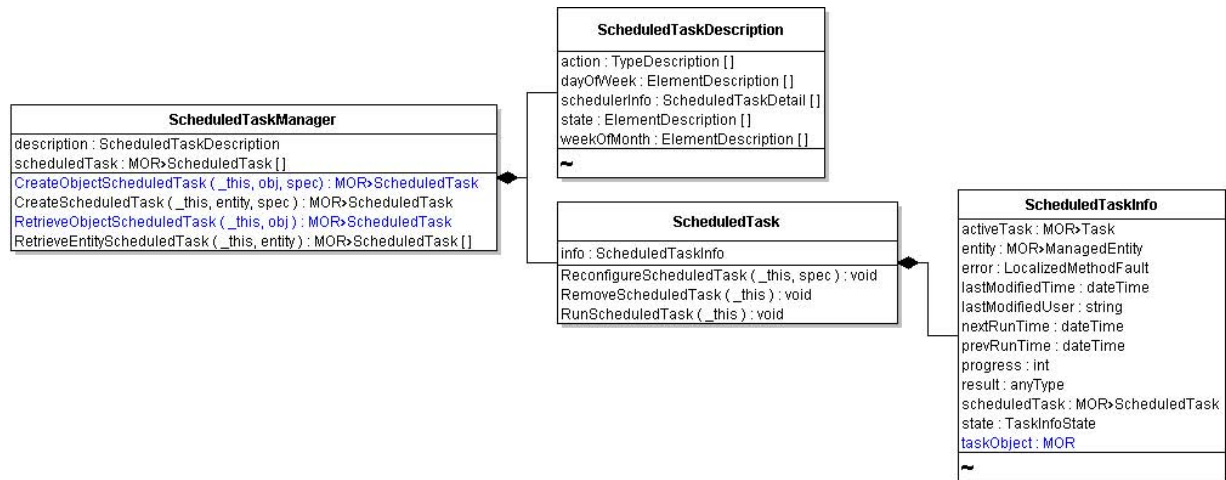 ScheduledTaskDescription
action : TypeDescription [ ]
dayOfWeek : ElementDescription [ ]
schedulerInfo : ScheduledTaskDetail [ ]
state : ElementDescription [ ]
weekOfMonth : ElementDescription [ ]
~
ScheduledTaskManager
description : ScheduledTaskDescription
scheduledTask : MOR>ScheduledTask [ ]
CreateObjectScheduledTask ( _this, obj, spec) : MOR>ScheduledTask
CreateScheduledTask ( _this, entity, spec ) : MOR>ScheduledTask
RetrieveObjectScheduledTask ( _this, obj ) : MOR>ScheduledTask
RetrieveEntityScheduledTask ( _this, entity ) : MOR>ScheduledTask [ ]
ScheduledTask
info : ScheduledTaskInfo
ReconfigureScheduledTask ( _this, spec ) : void
RemoveScheduledTask ( _this ) : void
RunScheduledTask ( _this ) : void
ScheduledTaskInfo
activeTask : MOR>Task
entity : MOR>ManagedEntity
error : LocalizedMethodFault
lastModifiedTime : dateTime
lastModifiedUser : string
nextRunTime : dateTime
prevRunTime : dateTime
progress : int
result : anyType
scheduledTask : MOR>ScheduledTask
state : TaskInfoState
taskObject : MOR
~